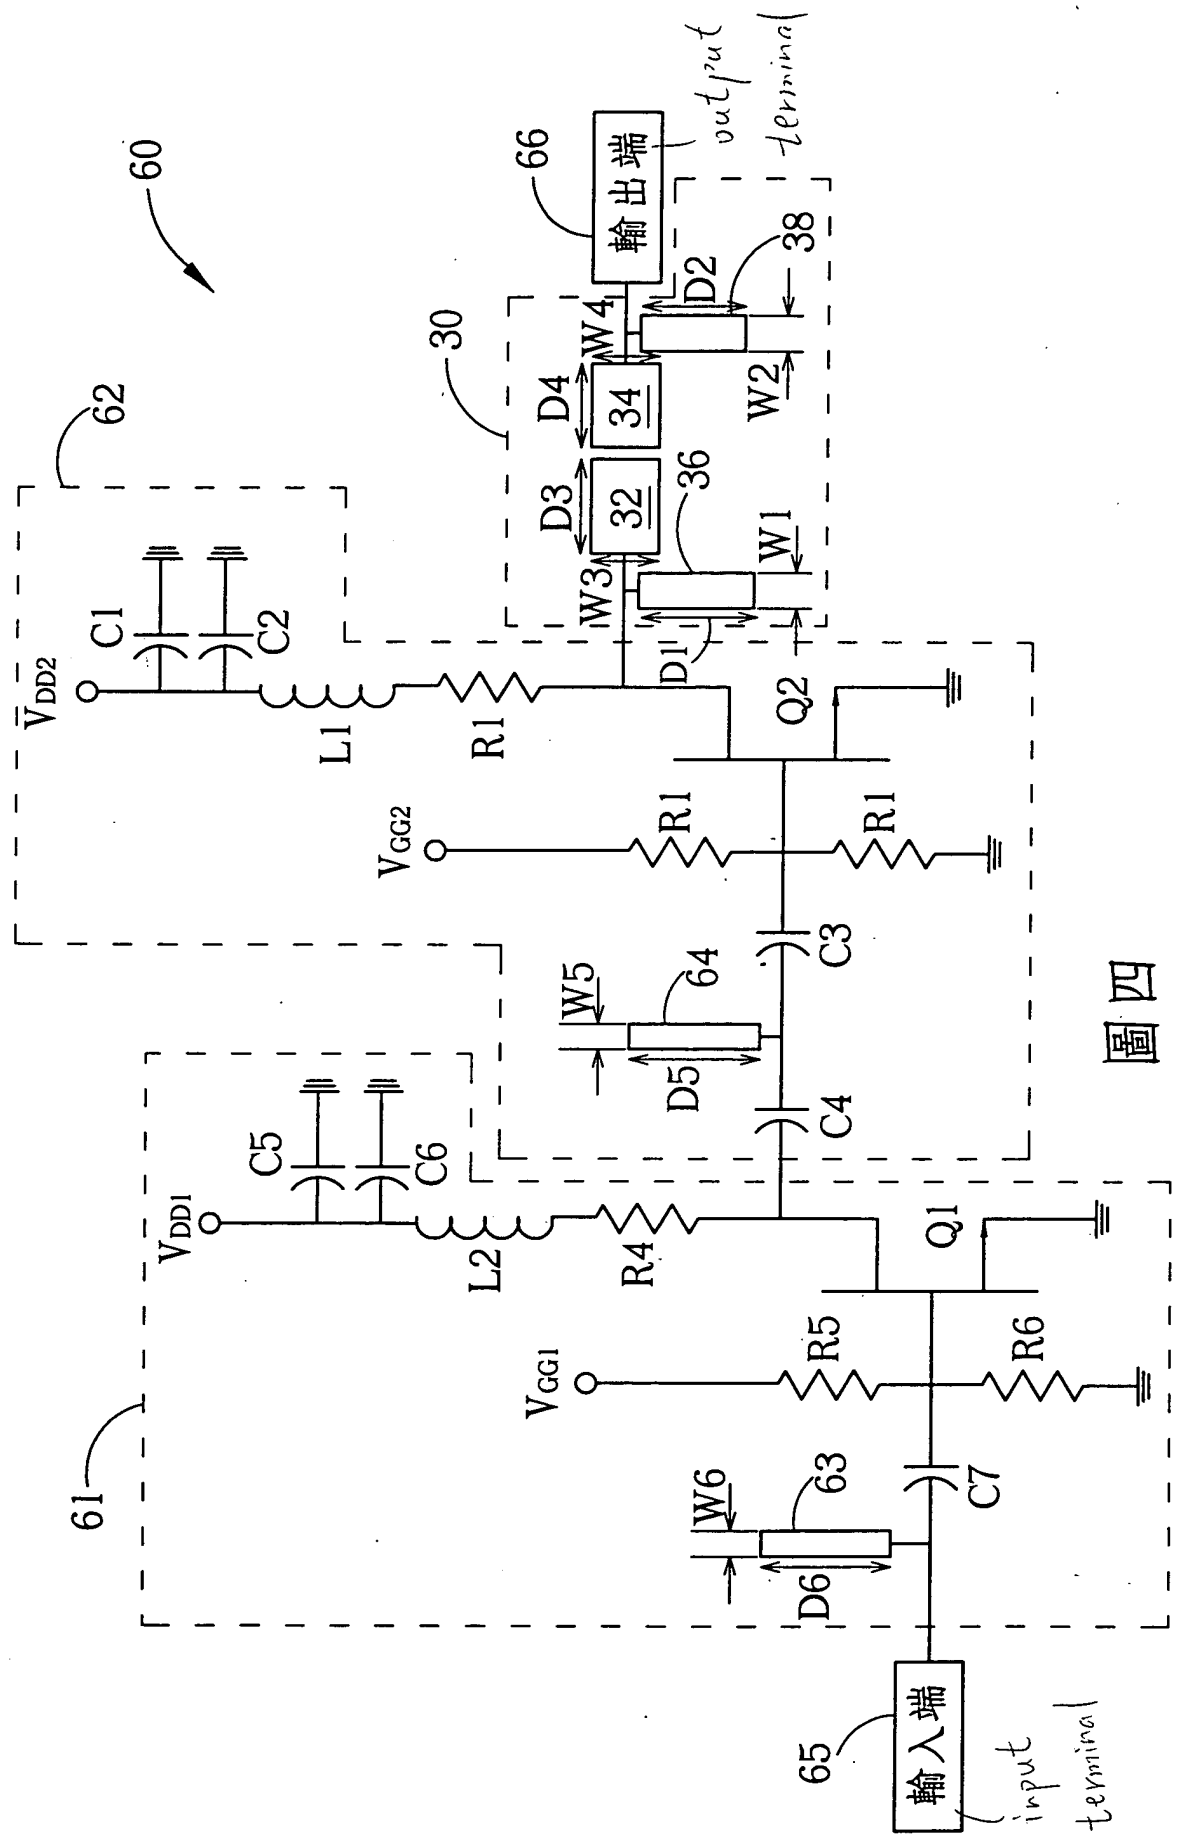 60
62
VDD2
C1
C2
L1
R1
30
66
輸出端
output
terminal
D3
D4
W3
32
34
W4
36
38
D1
W1
D2
W2
Q2
VGG2
R1
R1
64
W5
D5
C3
C4
61
VDD1
C5
C6
L2
R4
Q1
VGG1
R5
R6
63
W6
D6
C7
65
輸入端
input
terminal
圖四